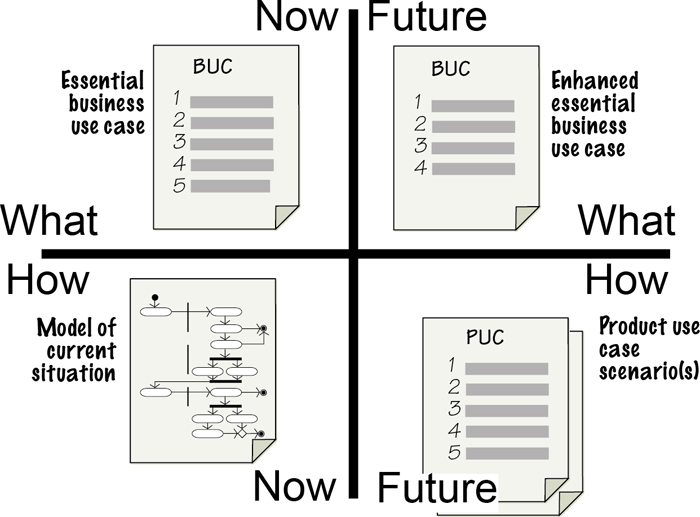 Now Future
Essential
business
use case
BUC
1
2
3
4
5
BUC
1
2
3
4
Enhanced
essential
business
use case
What What
How How
Model of
current
situation
PUC
1
2
3
4
5
Product use
case
scenario(s)
Now Future